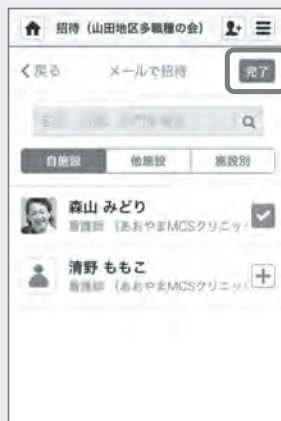 招待（山田地区多職種の会）
戻る メールで招待 完了
自施設 他施設 施設別
森山 みどり
看護師 （あおやまMCSクリニッ
清野 ももこ
看護師 （あおやまMCSクリニッ